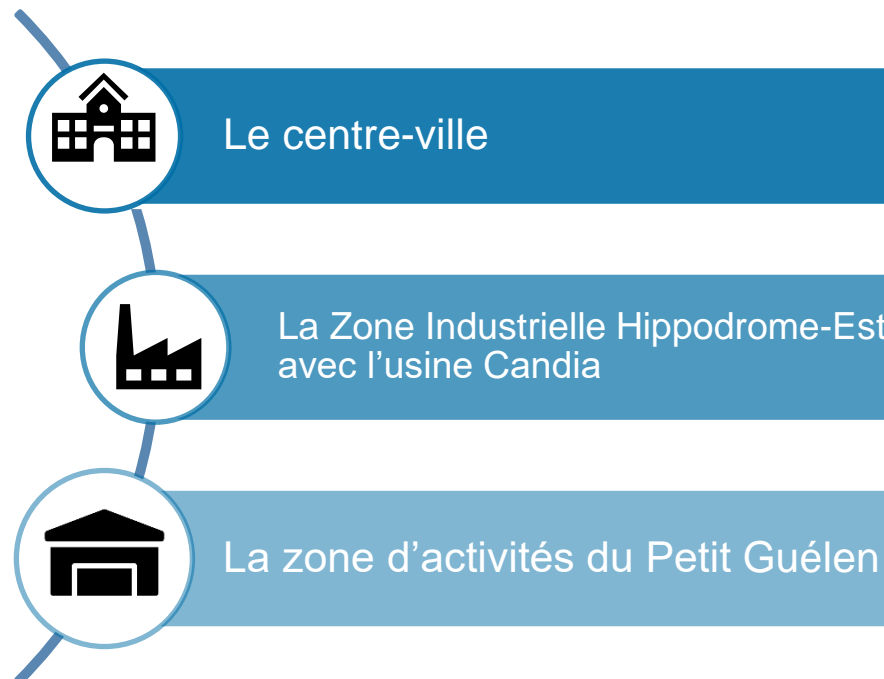 Le centre-ville
La Zone Industrielle Hippodrome-Est
avec l’usine Candia
La zone d’activités du Petit Guélen